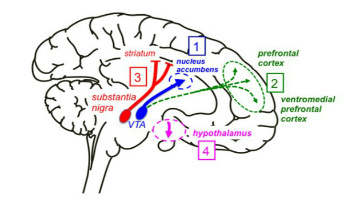 1
striatum
nucleus
accumbens
prefrontal
cortex
3
2
substantia
nigra
VTA
ventromedial
prefrontal
cortex
hypothalamus
4